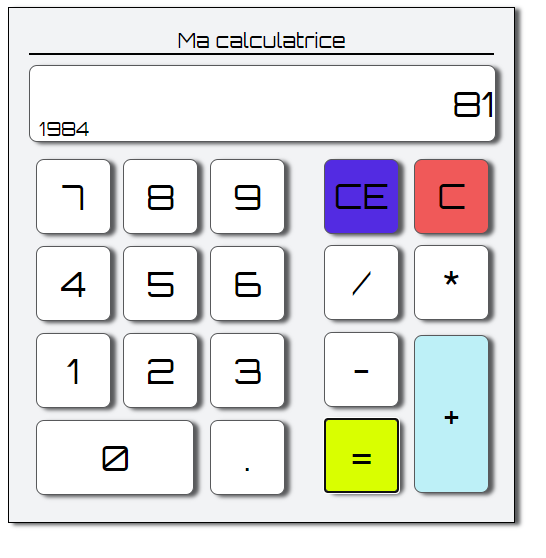 Ma calculatrice
81
1984
7 8 9 CE C
4 5 6 / *
1 2 3 - +
0 . =